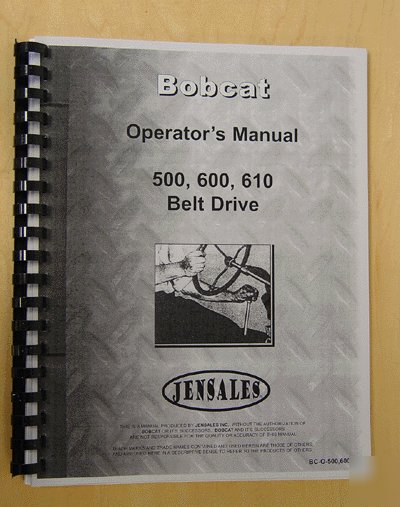 Bobcat
Operator's Manual
500, 600, 610
Belt Drive
JENSALES
THIS IS A MANUAL PRODUCED BY JENSALES INC. WITHOUT THE AUTHORIZATION OF
BOBCAT OR IT'S SUCCESSORS. BOBCAT AND IT'S SUCCESSORS
ARE NOT RESPONSIBLE FOR THE QUALITY OR ACCURACY OF THIS MANUAL.
TRADE MARKS AND TRADE NAMES CONTAINED AND USED HEREIN ARE THOSE OF OTHERS,
AND ARE USED HERE IN A DESCRIPTIVE SENSE TO REFER TO THE PRODUCTS OF OTHERS.
BC-O-500,600